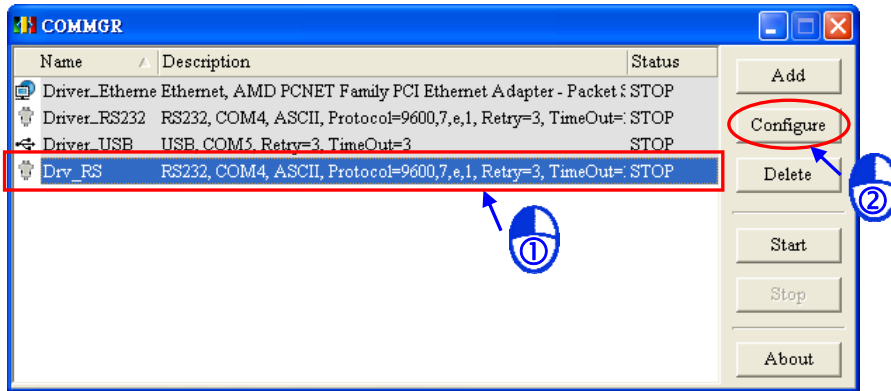 COMMGR
Name Description Status
Driver_Etherne Ethernet, AMD PCNET Family PCI Ethernet Adapter - Packet S STOP
Driver_RS232 RS232, COM4, ASCII, Protocol=9600,7,e,1, Retry=3, TimeOut=: STOP
Driver_USB USB, COM5, Retry=3, TimeOut=3 STOP
Drv_RS RS232, COM4, ASCII, Protocol=9600,7,e,1, Retry=3, TimeOut=: STOP
Add
Configure
Delete
Start
Stop
About
①
②